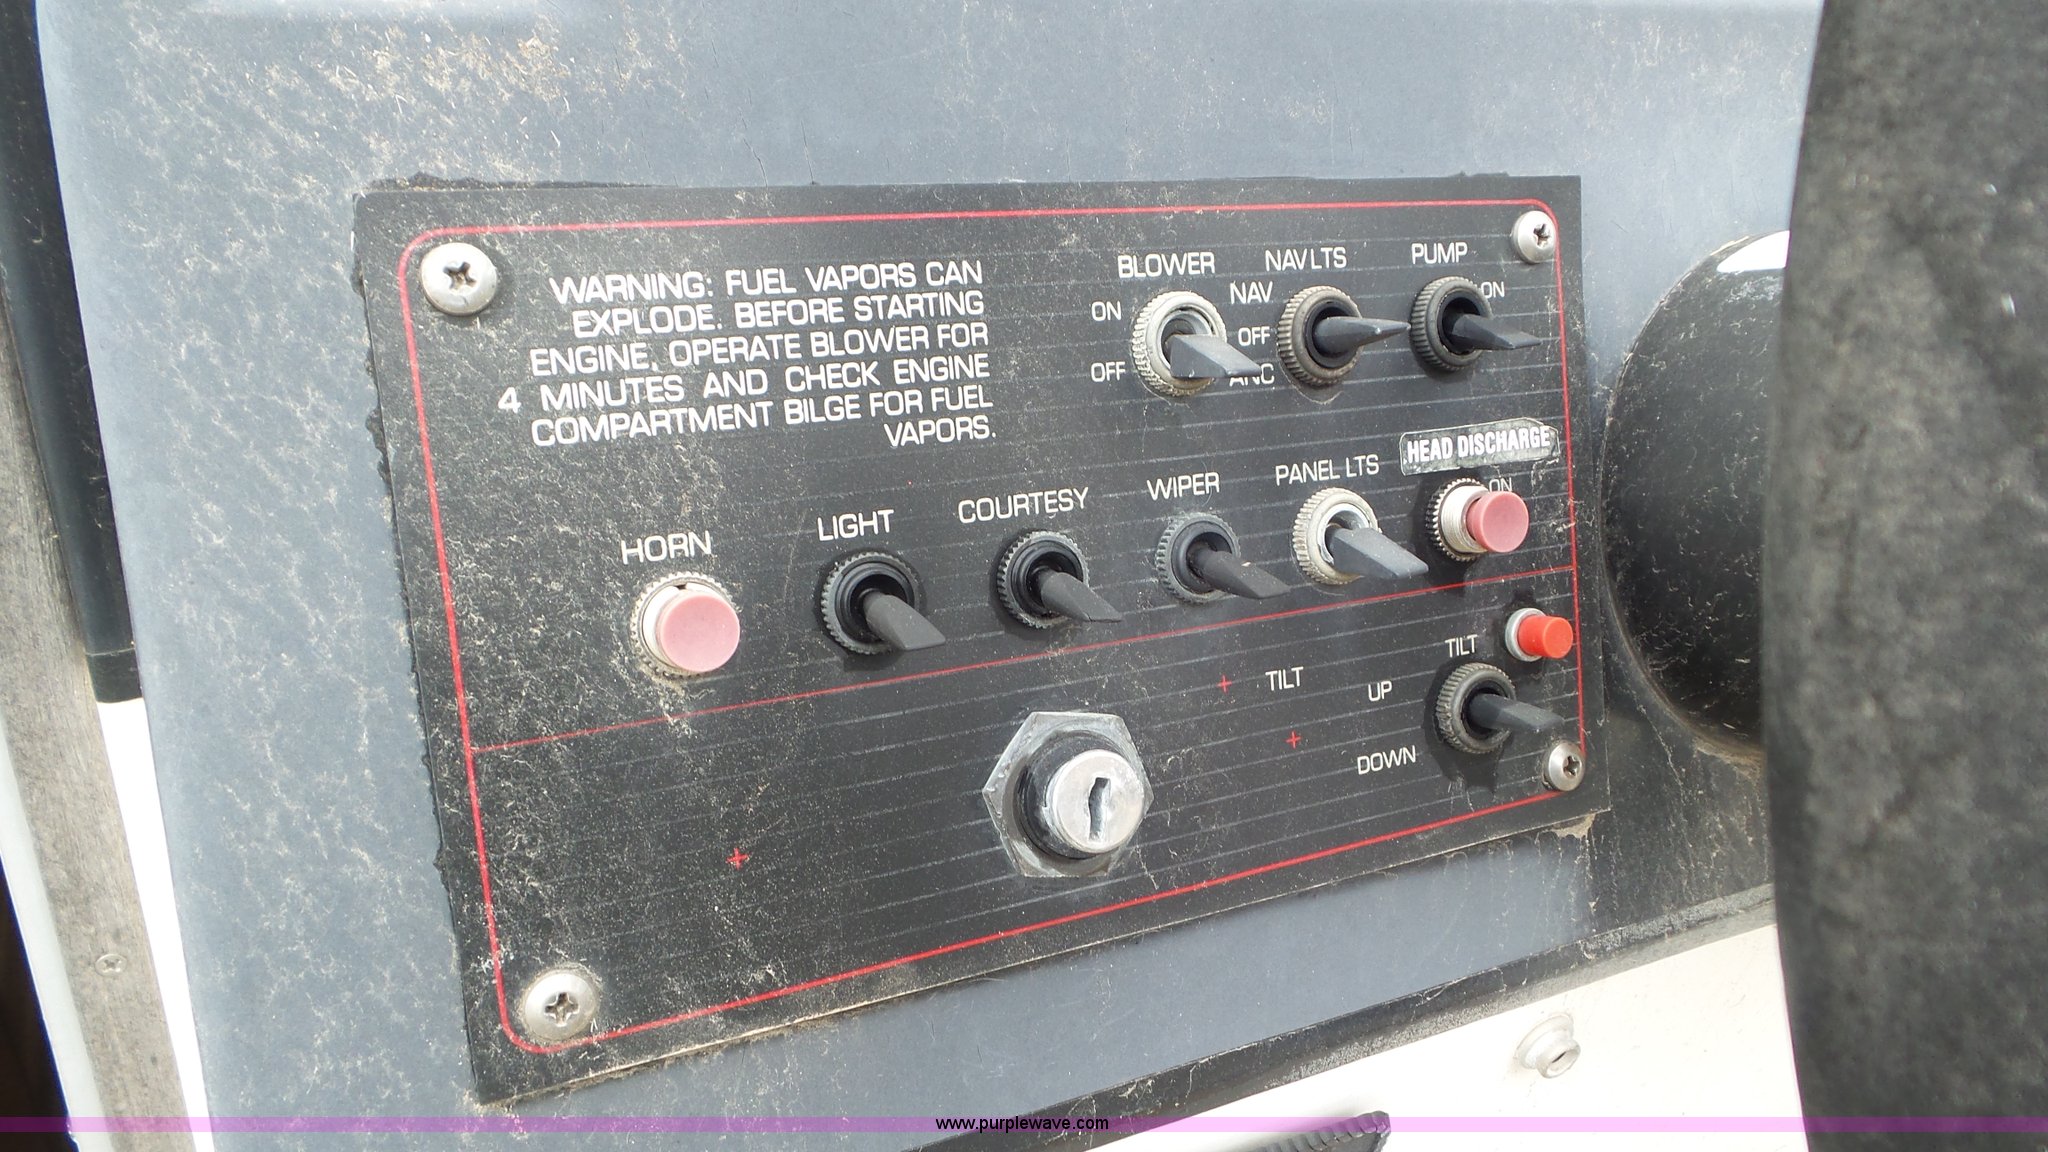 WARNING: FUEL VAPORS CAN
EXPLODE. BEFORE STARTING
ENGINE, OPERATE BLOWER FOR
4 MINUTES AND CHECK ENGINE
COMPARTMENT BILGE FOR FUEL
VAPORS.
BLOWER
ON
OFF
NAV LTS
NAV
OFF
ANC
PUMP
ON
HORN
LIGHT
COURTESY
WIPER
PANEL LTS
HEAD DISCHARGE
ON
TILT
TILT
UP
DOWN
www.purplewave.com